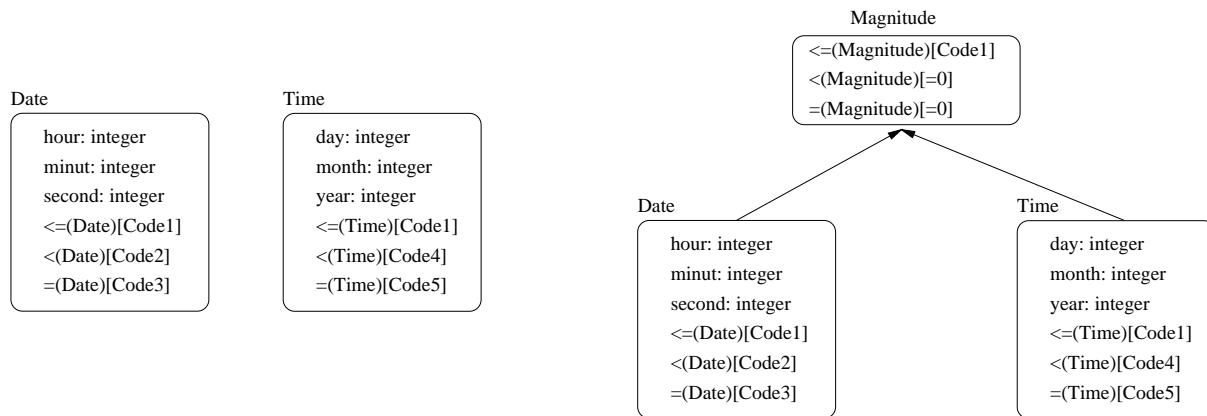 Date
hour: integer
minut: integer
second: integer
<=(Date)[Code1]
<(Date)[Code2]
=(Date)[Code3]
Time
day: integer
month: integer
year: integer
<=(Time)[Code1]
<(Time)[Code4]
=(Time)[Code5]
Magnitude
<=(Magnitude)[Code1]
<(Magnitude)[=0]
=(Magnitude)[=0]
Date
hour: integer
minut: integer
second: integer
<=(Date)[Code1]
<(Date)[Code2]
=(Date)[Code3]
Time
day: integer
month: integer
year: integer
<=(Time)[Code1]
<(Time)[Code4]
=(Time)[Code5]